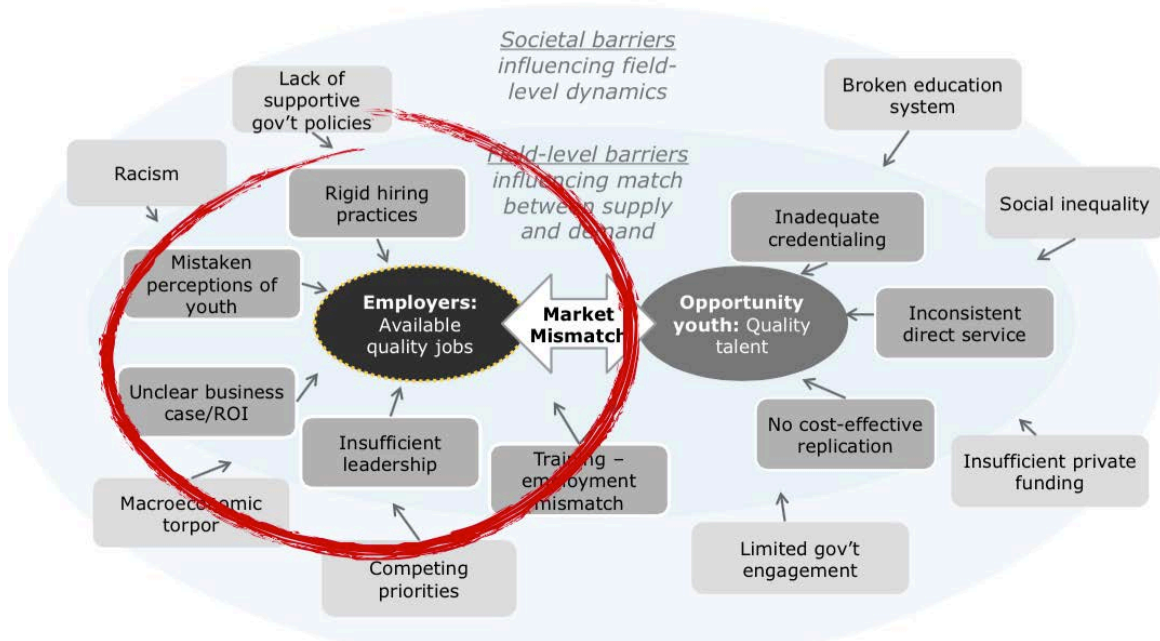 Societal barriers
influencing field-
level dynamics
Lack of
supportive
gov't policies
Broken education
system
Racism
Field-level barriers
influencing match
between supply
and demand
Rigid hiring
practices
Social inequality
Inadequate
credentialing
Mistaken
perceptions of
youth
Employers:
Available
quality jobs
Market
Mismatch
Opportunity
youth: Quality
talent
Inconsistent
direct service
Unclear business
case/ROI
Insufficient
leadership
No cost-effective
replication
Training –
employment
mismatch
Insufficient private
funding
Macroeconomic
torpor
Limited gov't
engagement
Competing
priorities